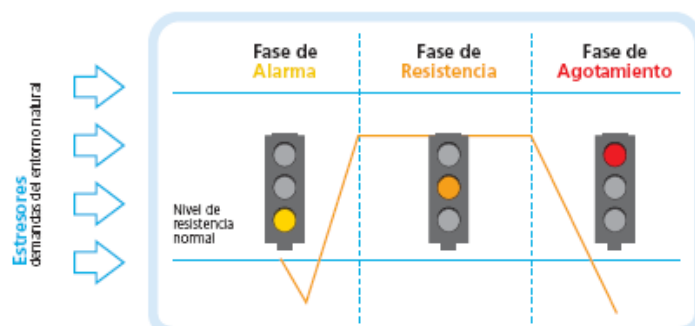 Fase de
Alarma
Fase de
Resistencia
Fase de
Agotamiento
Estresores
demandas del entorno natural
Nivel de
resistencia
normal